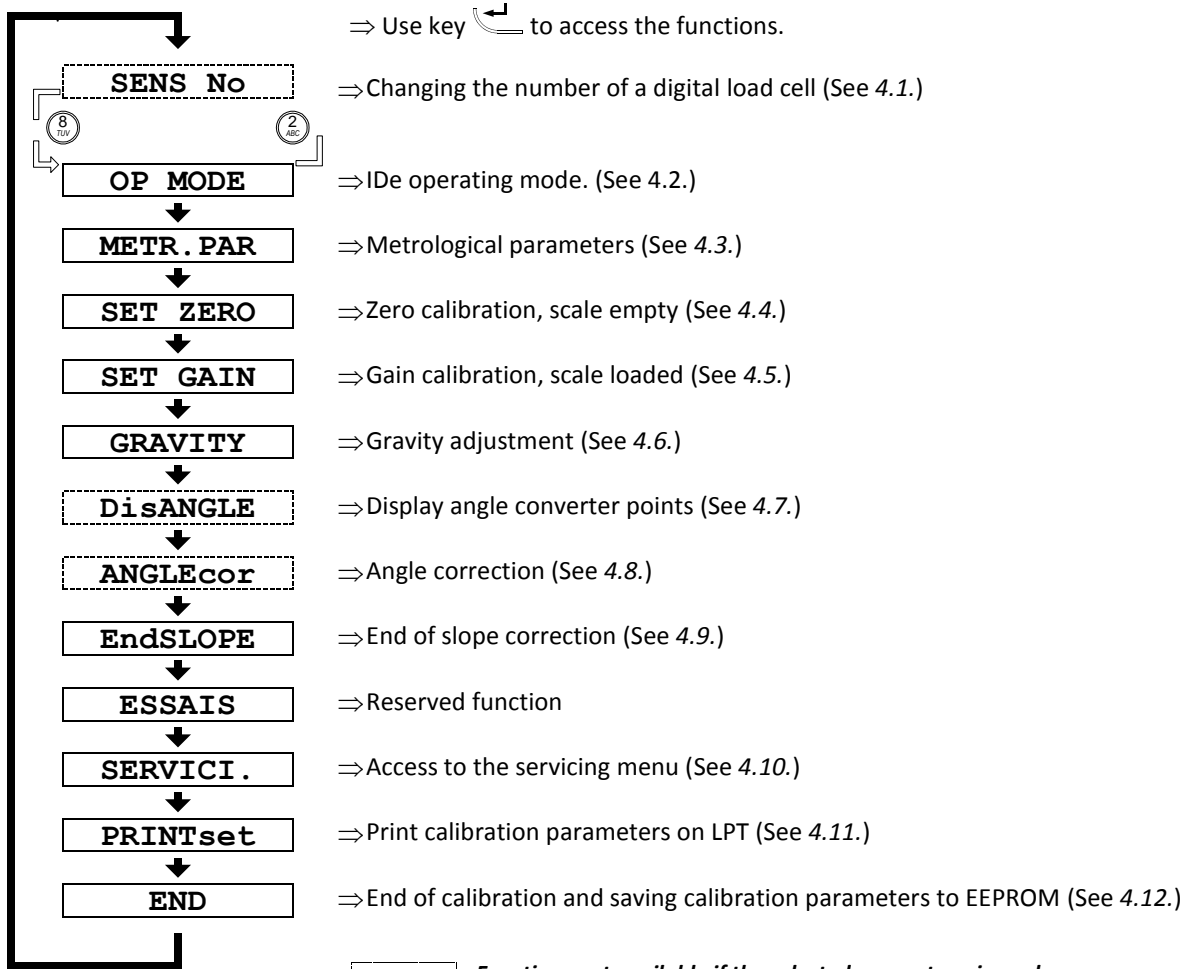 ⇒ Use key to access the functions.
SENS No ⇒Changing the number of a digital load cell (See 4.1.)
8 TUV 2 ABC
OP MODE ⇒IDe operating mode. (See 4.2.)
METR.PAR ⇒Metrological parameters (See 4.3.)
SET ZERO ⇒Zero calibration, scale empty (See 4.4.)
SET GAIN ⇒Gain calibration, scale loaded (See 4.5.)
GRAVITY ⇒Gravity adjustment (See 4.6.)
DisANGLE ⇒Display angle converter points (See 4.7.)
ANGLEcor ⇒Angle correction (See 4.8.)
EndSLOPE ⇒End of slope correction (See 4.9.)
ESSAIS ⇒Reserved function
SERVICI. ⇒Access to the servicing menu (See 4.10.)
PRINTset ⇒Print calibration parameters on LPT (See 4.11.)
END ⇒End of calibration and saving calibration parameters to EEPROM (See 4.12.)